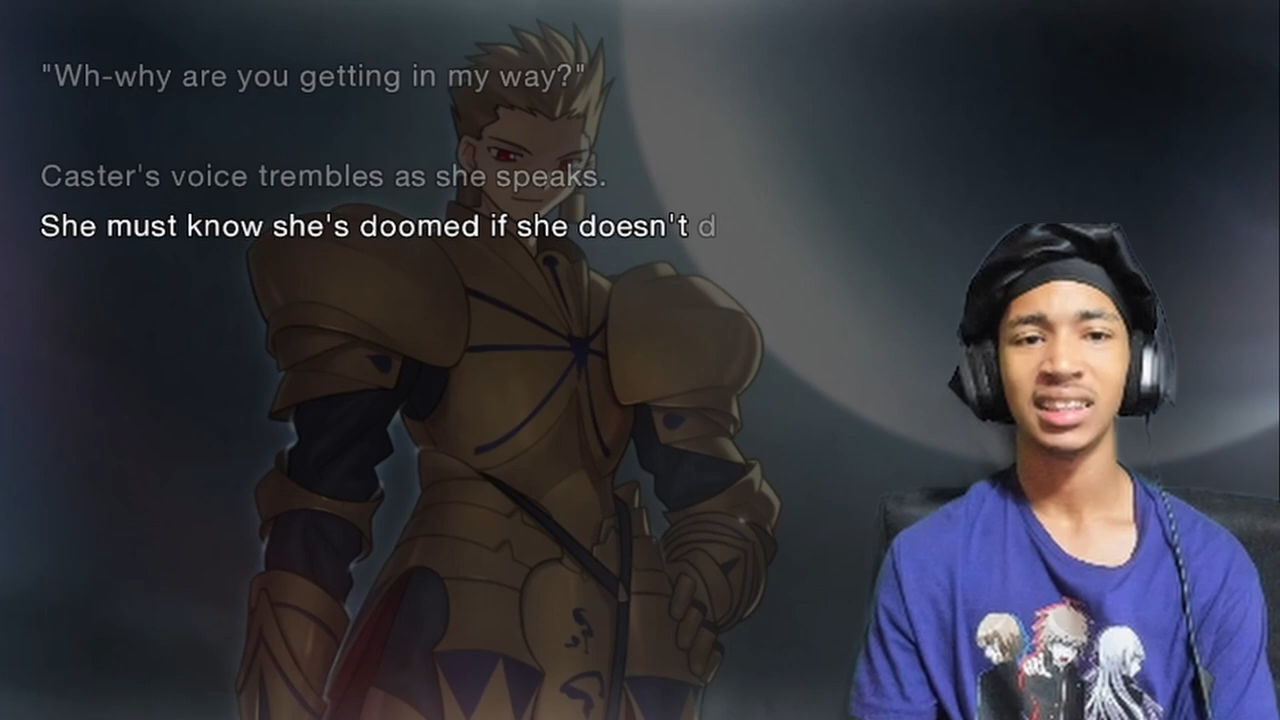 "Wh-why are you getting in my way?"
Caster's voice trembles as she speaks.
She must know she's doomed if she doesn't d